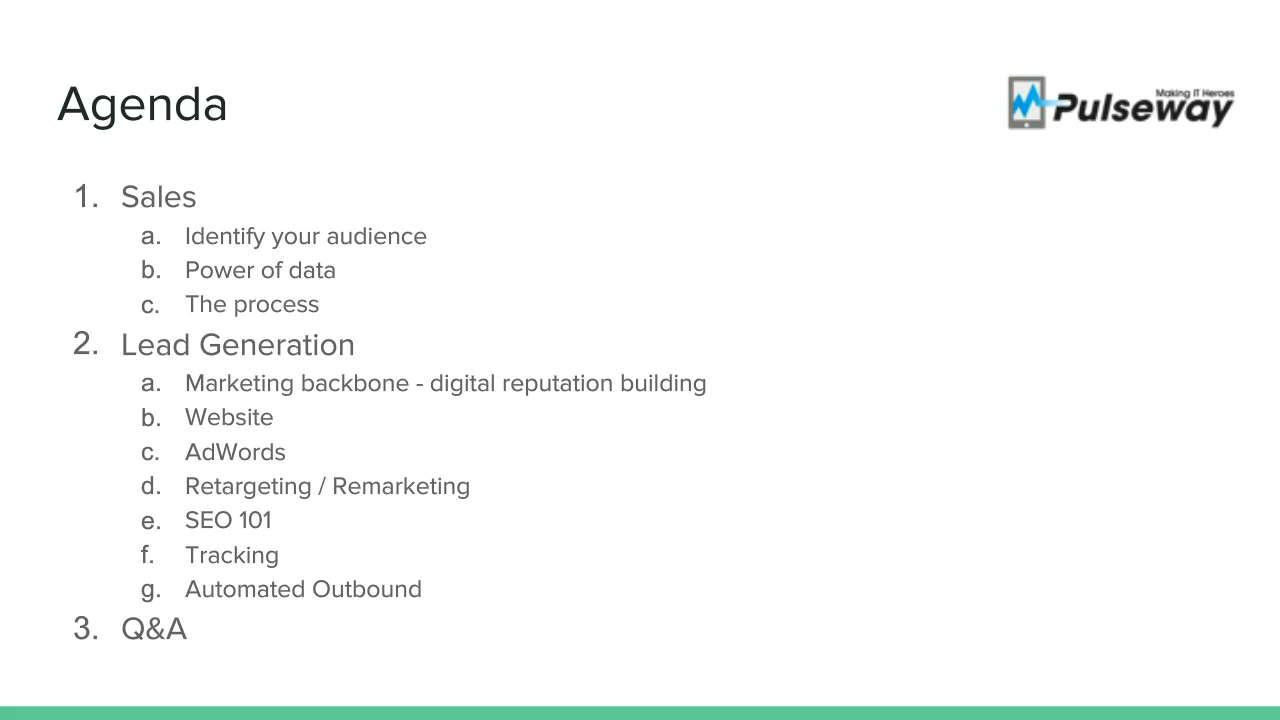 Agenda
Making IT Heroes
Pulseway
1. Sales
a. Identify your audience
b. Power of data
c. The process
2. Lead Generation
a. Marketing backbone - digital reputation building
b. Website
c. AdWords
d. Retargeting / Remarketing
e. SEO 101
f. Tracking
g. Automated Outbound
3. Q&A